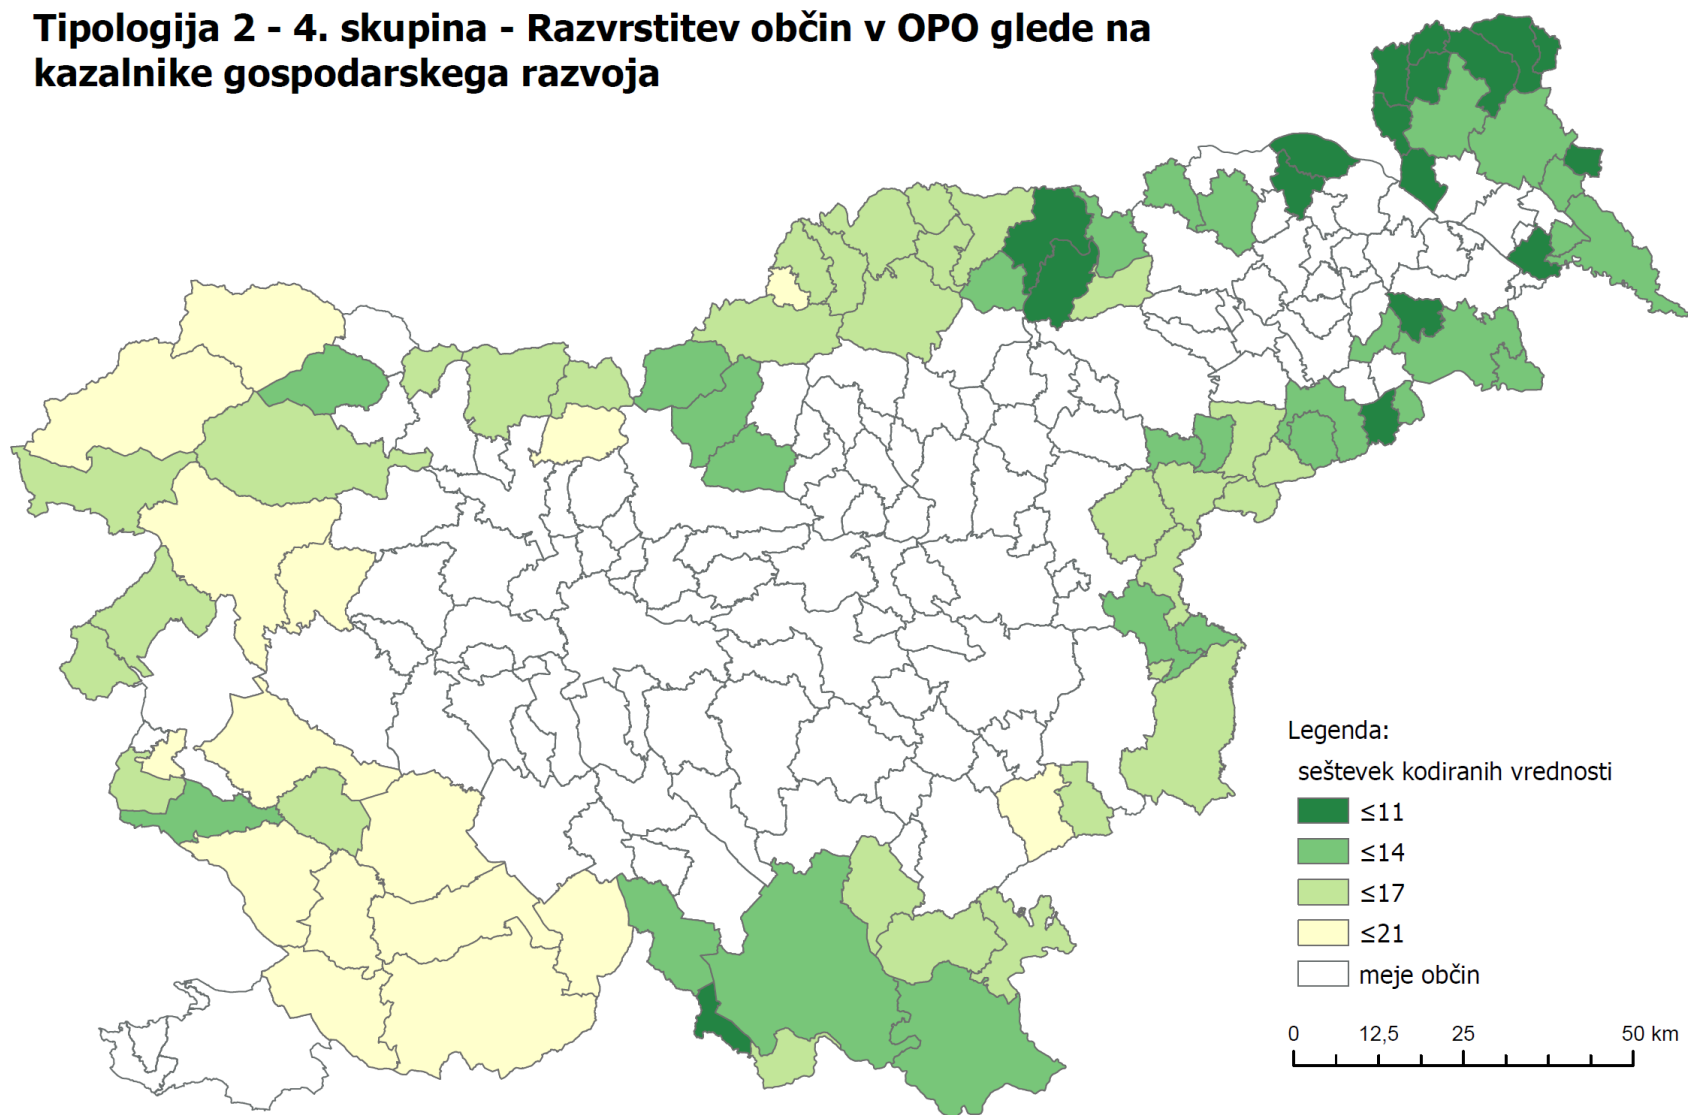 Tipologija 2 - 4. skupina - Razvrstitev občin v OPO glede na
kazalnike gospodarskega razvoja
Legenda:
seštevek kodiranih vrednosti
≤11
≤14
≤17
≤21
meje občin
0 12,5 25 50 km